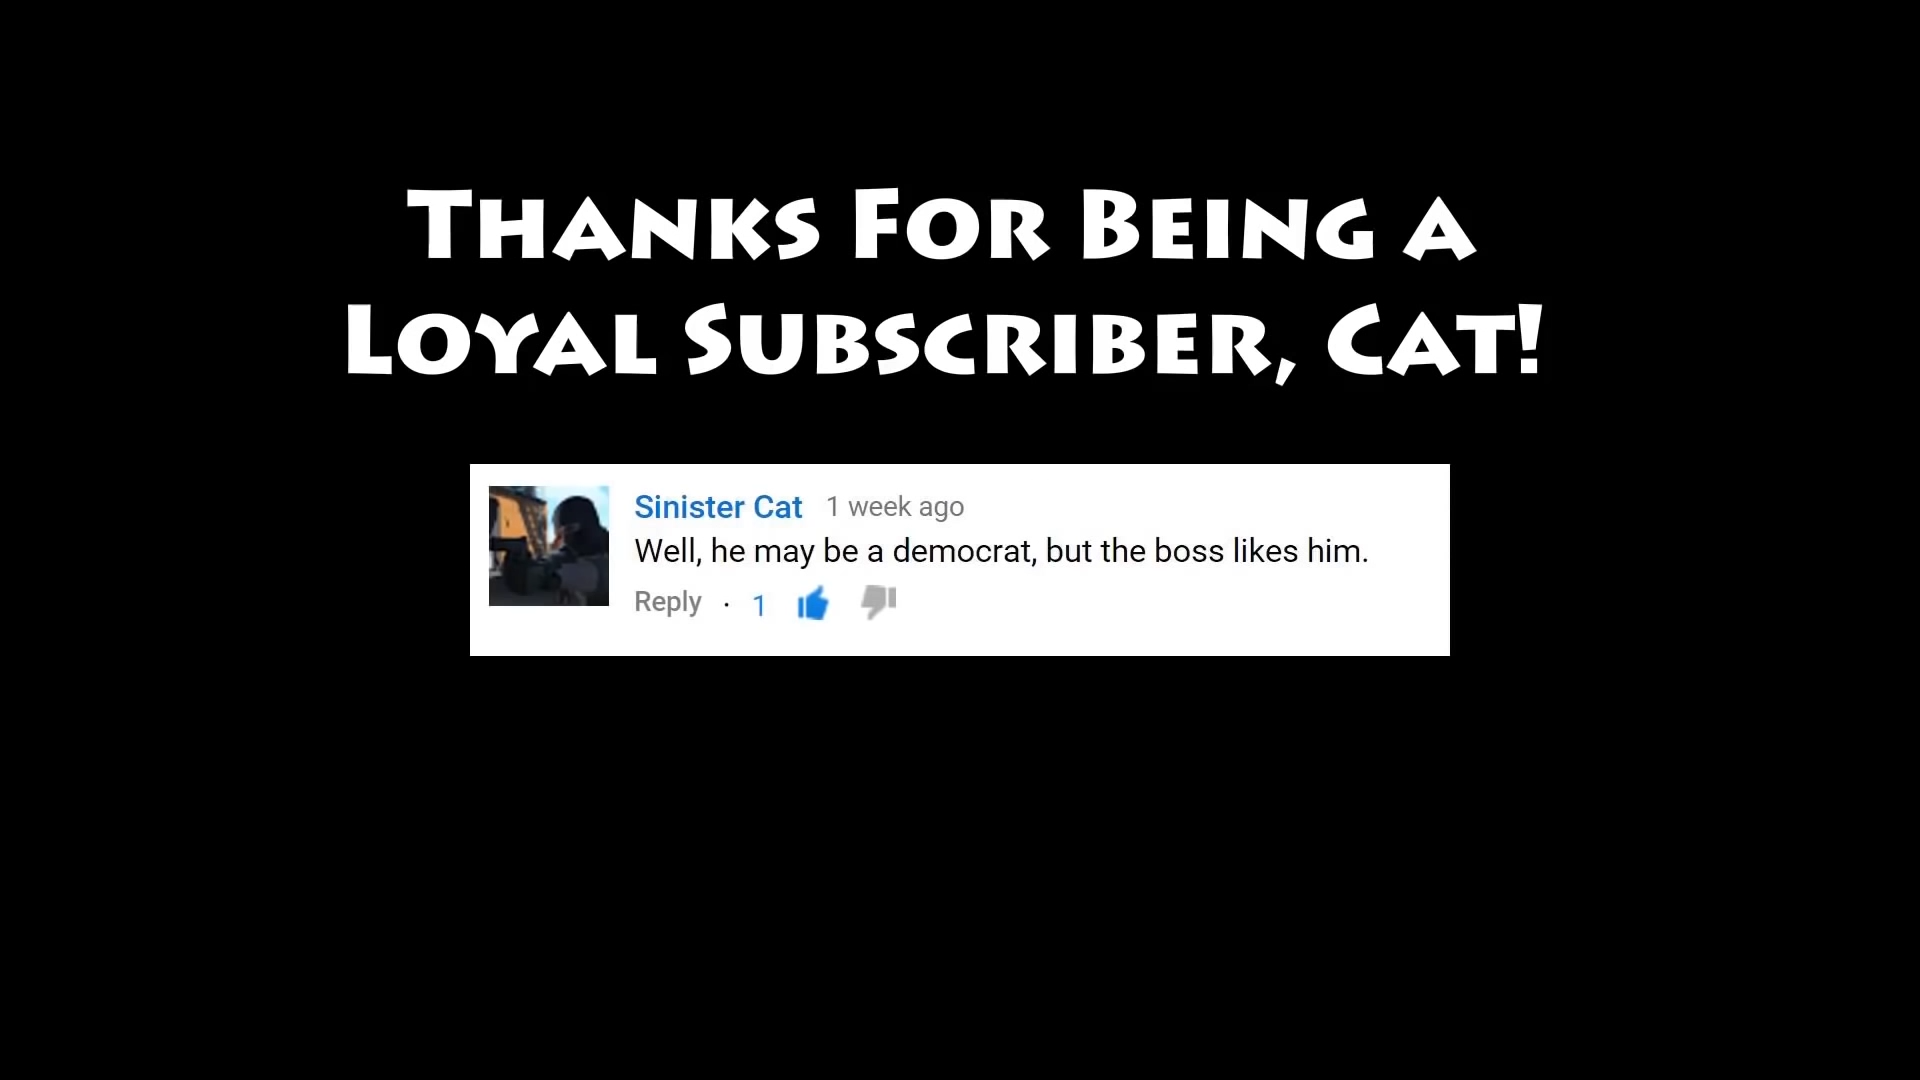 Thanks For Being a
Loyal Subscriber, Cat!
Sinister Cat 1 week ago
Well, he may be a democrat, but the boss likes him.
Reply · 1